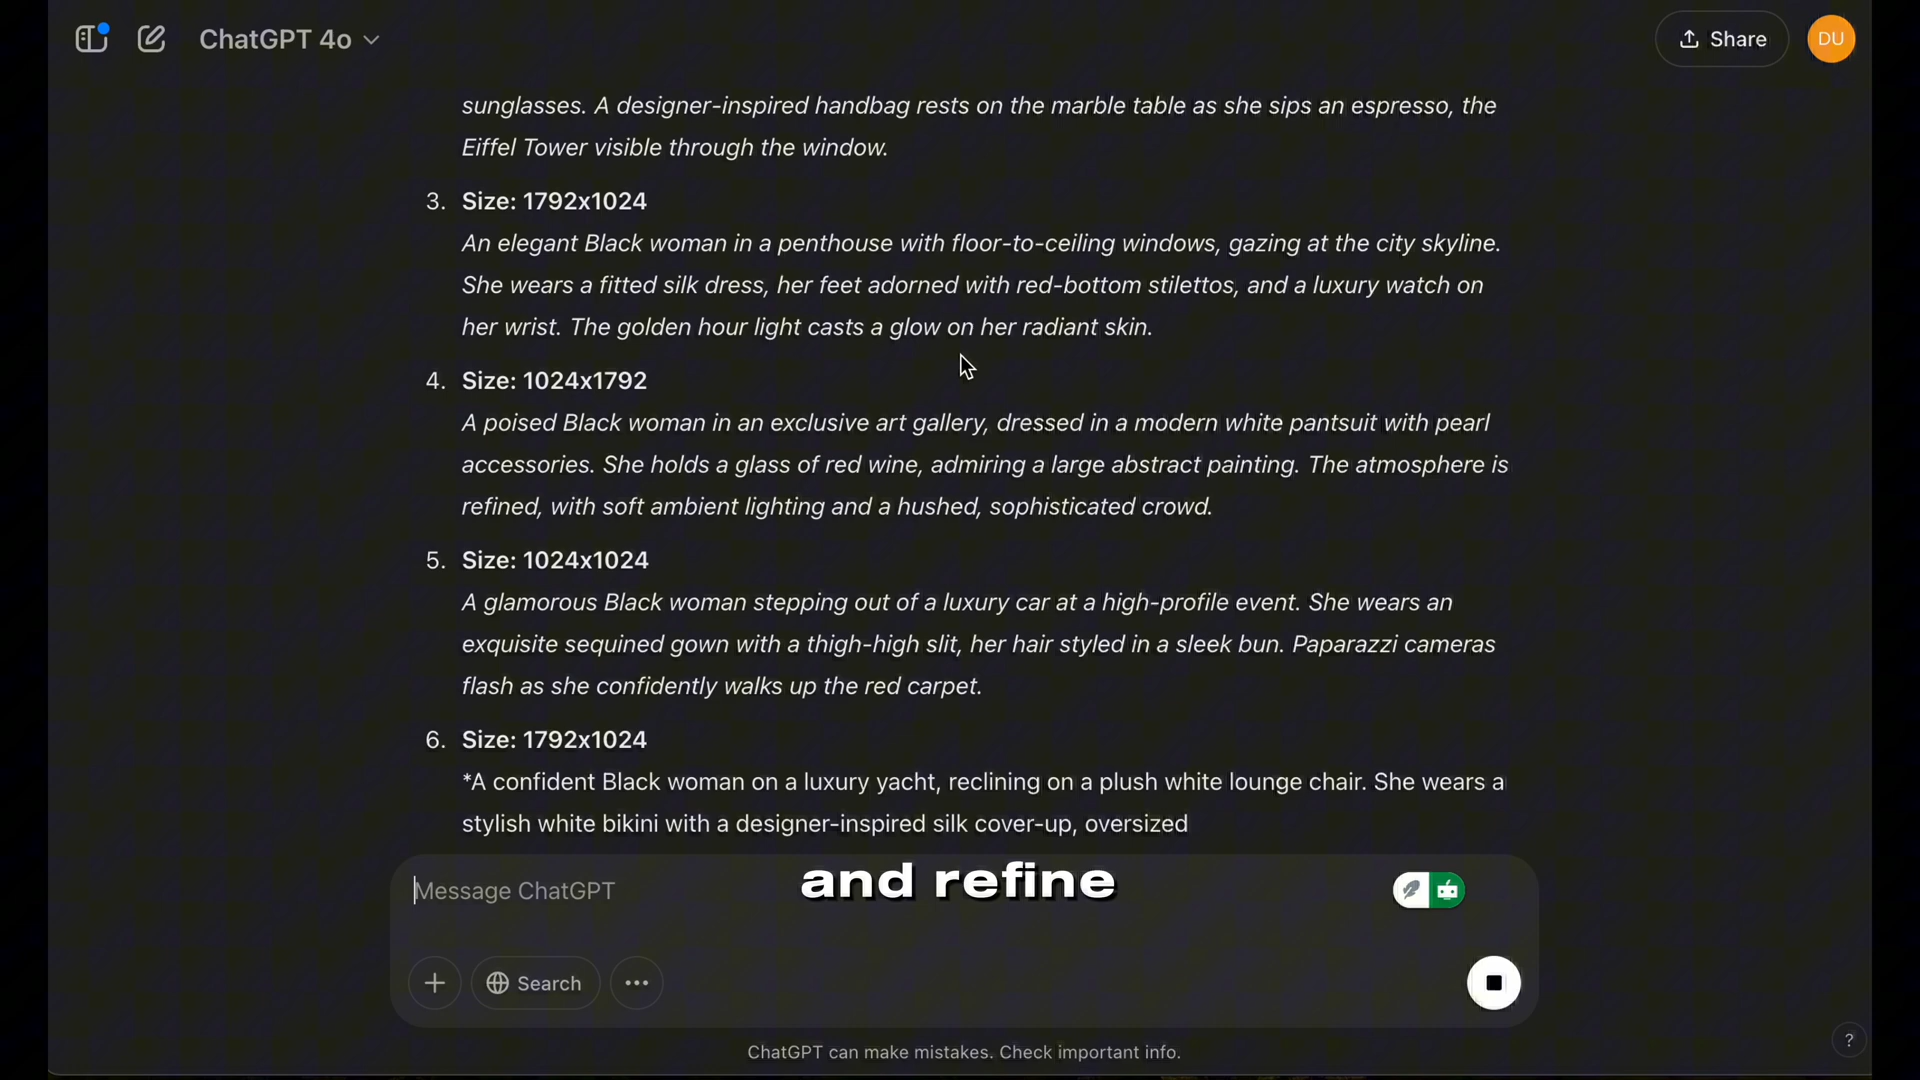 ChatGPT 4o
Share
DU
sunglasses. A designer-inspired handbag rests on the marble table as she sips an espresso, the
Eiffel Tower visible through the window.
3. Size: 1792x1024
An elegant Black woman in a penthouse with floor-to-ceiling windows, gazing at the city skyline.
She wears a fitted silk dress, her feet adorned with red-bottom stilettos, and a luxury watch on
her wrist. The golden hour light casts a glow on her radiant skin.
4. Size: 1024x1792
A poised Black woman in an exclusive art gallery, dressed in a modern white pantsuit with pearl
accessories. She holds a glass of red wine, admiring a large abstract painting. The atmosphere is
refined, with soft ambient lighting and a hushed, sophisticated crowd.
5. Size: 1024x1024
A glamorous Black woman stepping out of a luxury car at a high-profile event. She wears an
exquisite sequined gown with a thigh-high slit, her hair styled in a sleek bun. Paparazzi cameras
flash as she confidently walks up the red carpet.
6. Size: 1792x1024
*A confident Black woman on a luxury yacht, reclining on a plush white lounge chair. She wears a
stylish white bikini with a designer-inspired silk cover-up, oversized
Message ChatGPT
and refine
Search
ChatGPT can make mistakes. Check important info.
?